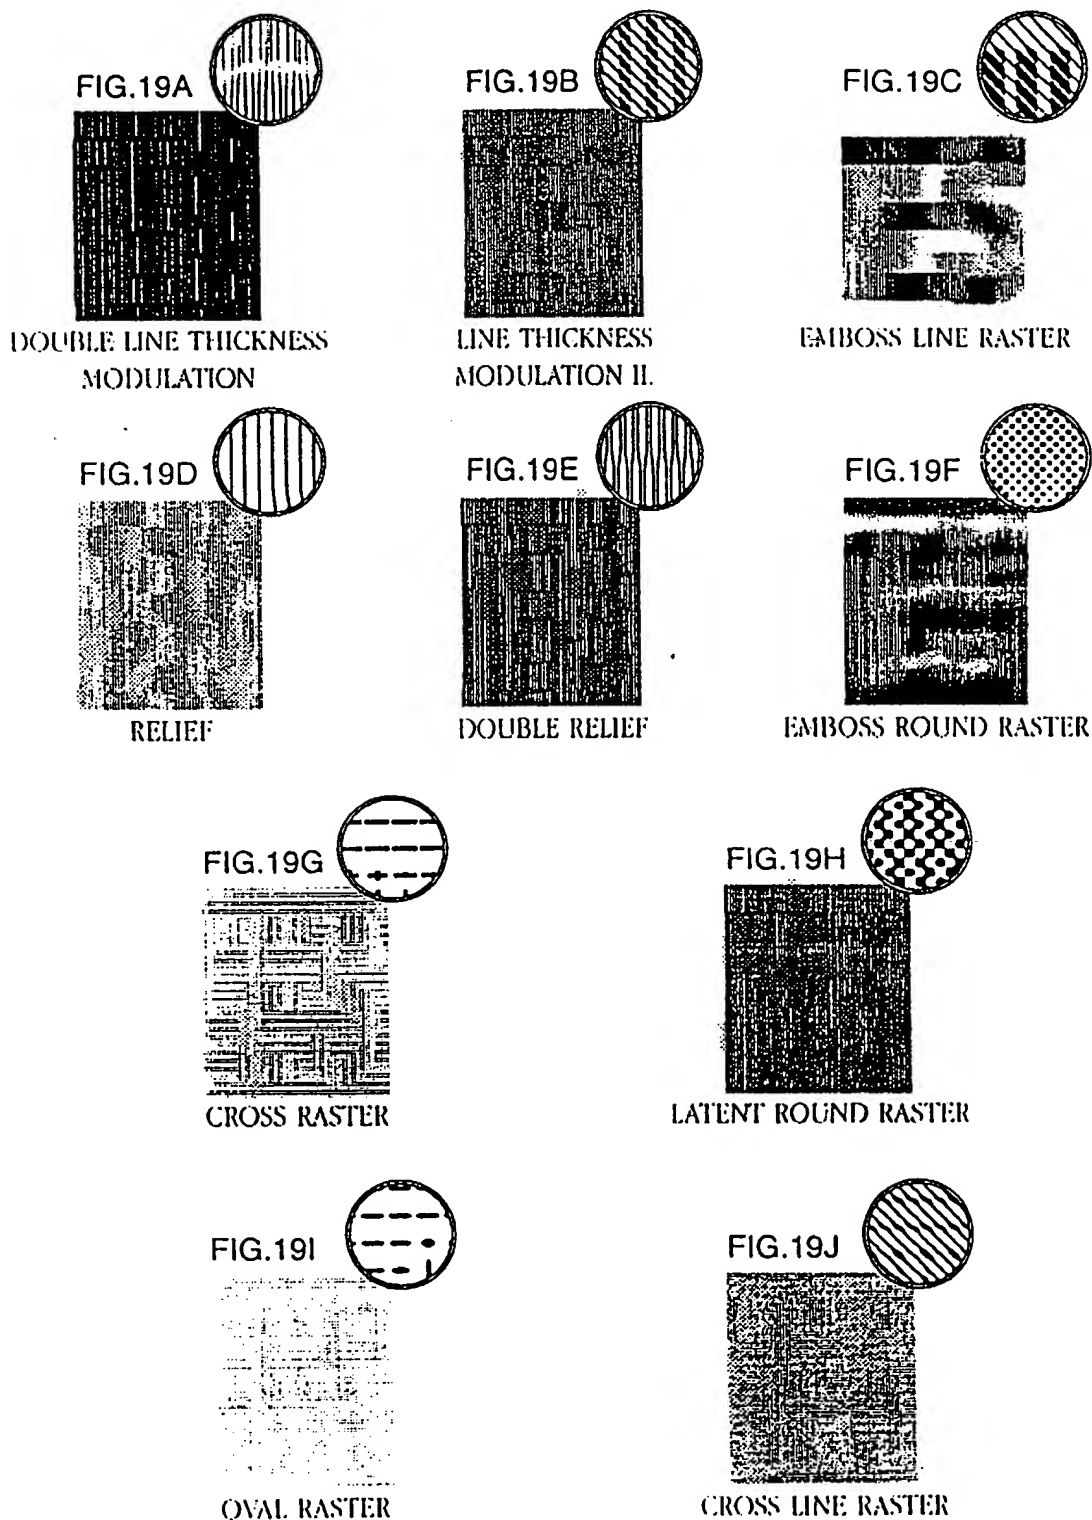 FIG.19A
FIG.19B
FIG.19C
DOUBLE LINE THICKNESS
MODULATION
LINE THICKNESS
MODULATION II.
EMBOSS LINE RASTER
FIG.19D
FIG.19E
FIG.19F
RELIEF
DOUBLE RELIEF
EMBOSS ROUND RASTER
FIG.19G
FIG.19H
CROSS RASTER
LATENT ROUND RASTER
FIG.19I
FIG.19J
OVAL RASTER
CROSS LINE RASTER